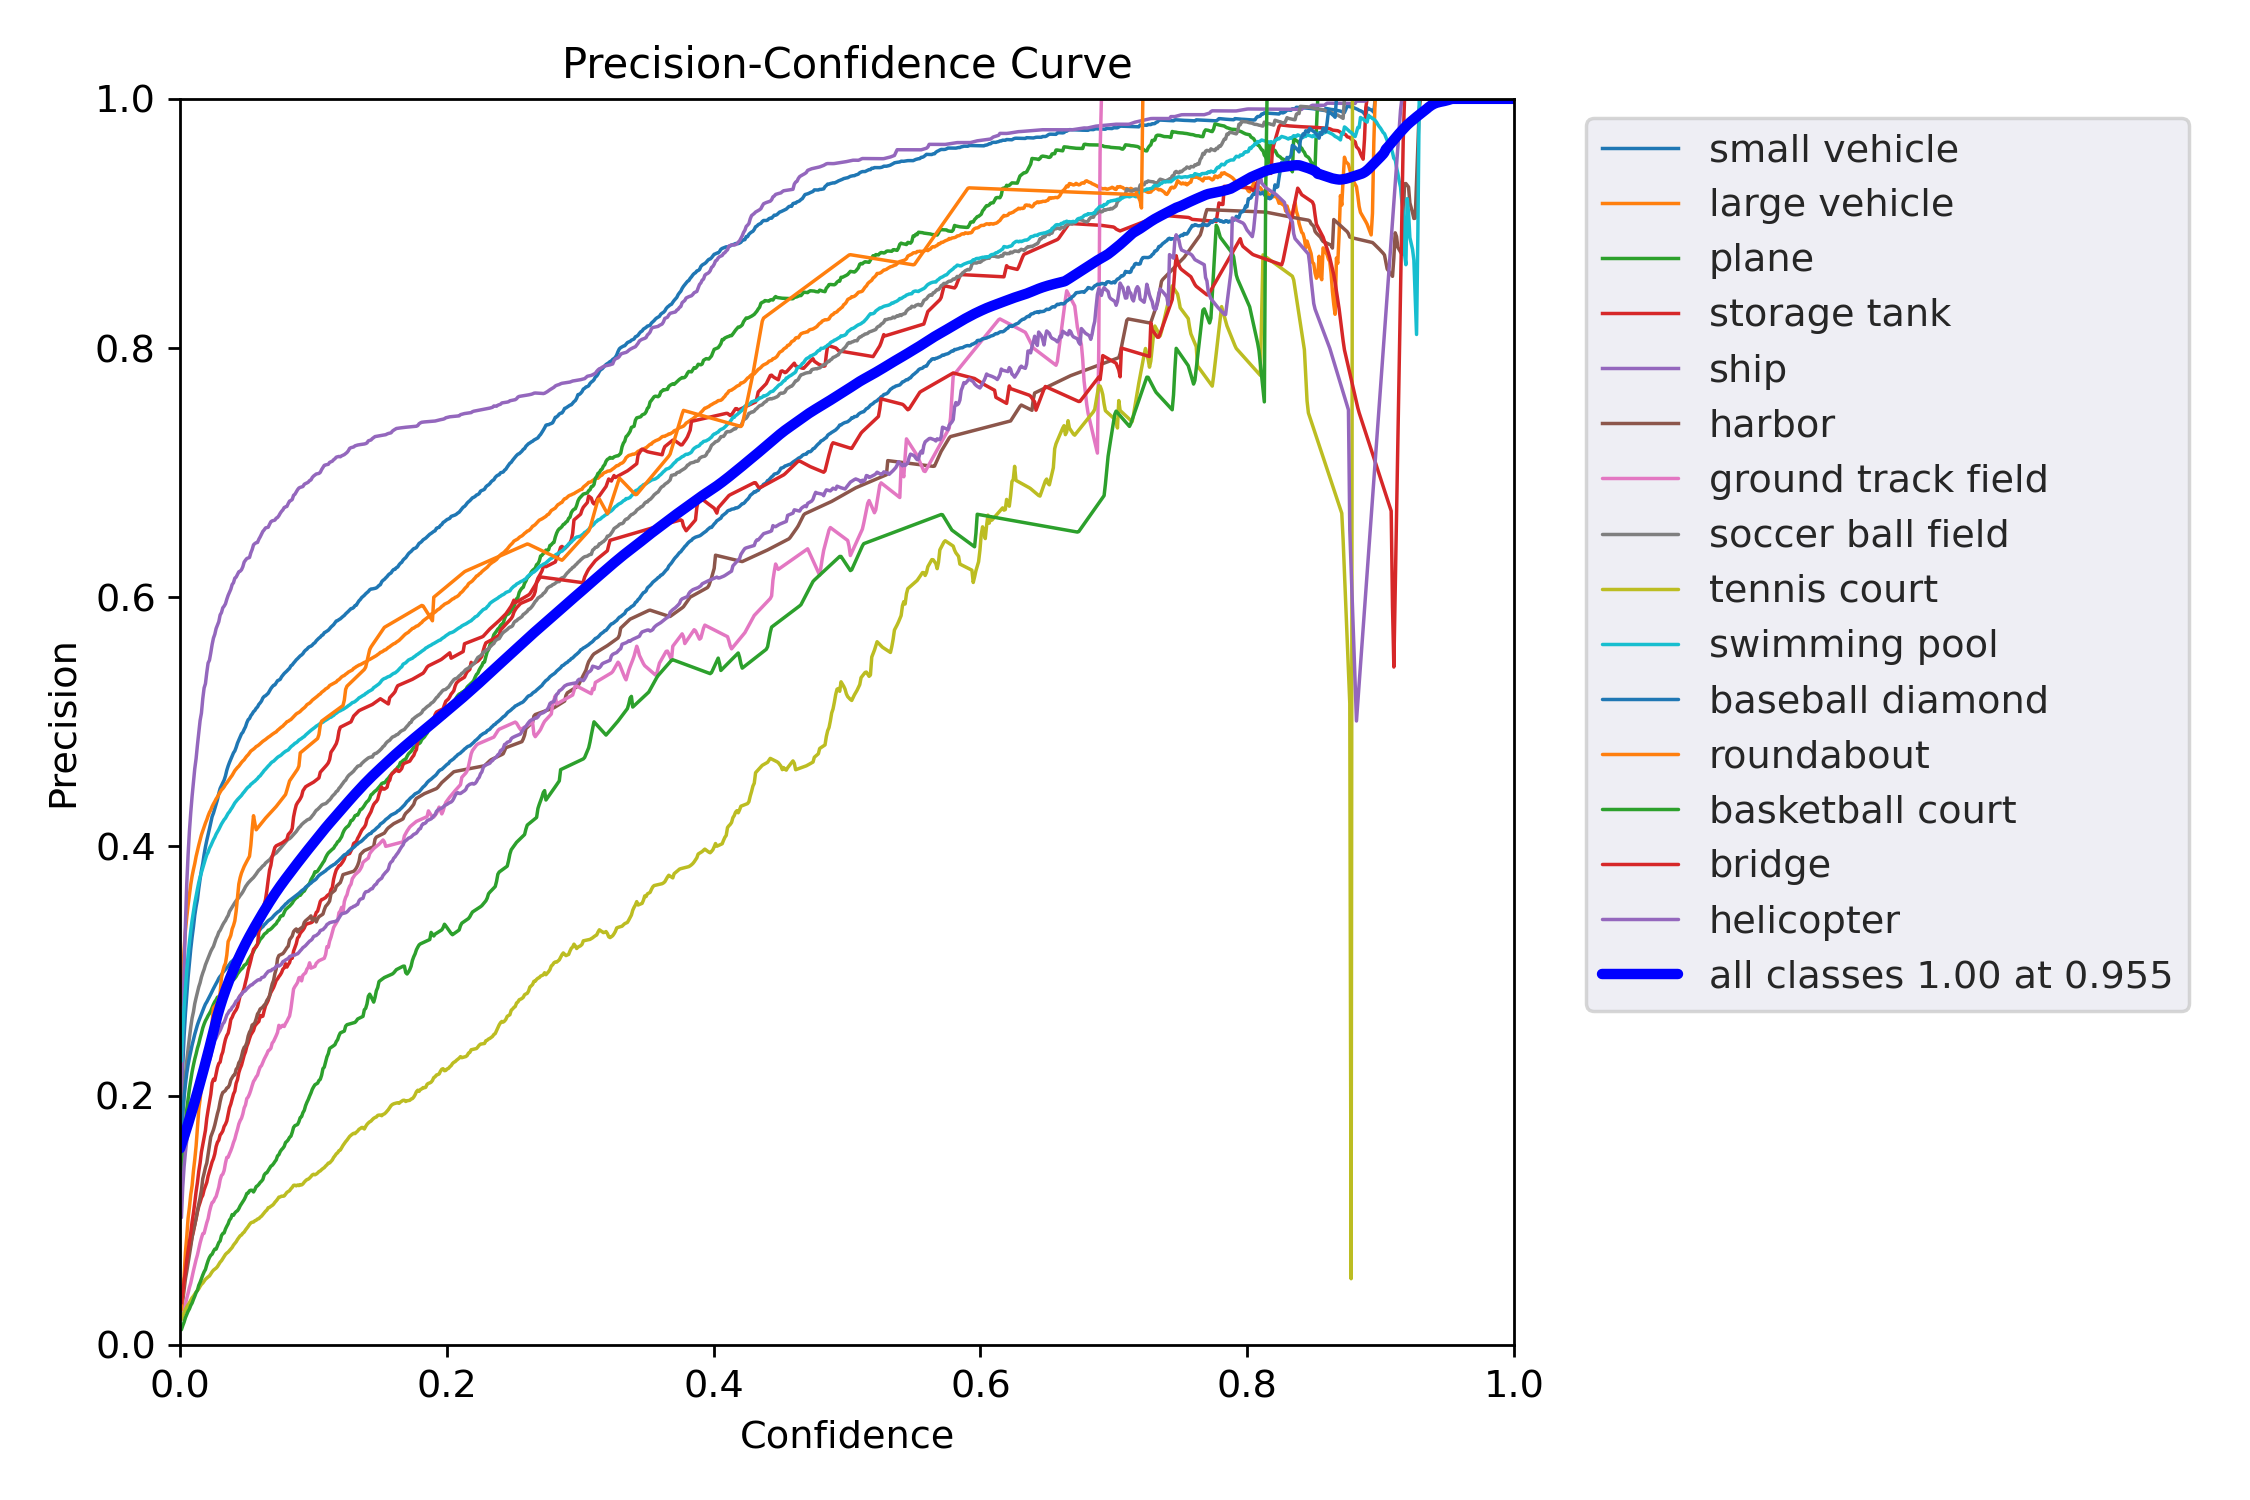 Precision-Confidence Curve
1.0
0.8
0.6
0.4
0.2
0.0
Precision
0.0 0.2 0.4 0.6 0.8 1.0
Confidence
small vehicle
large vehicle
plane
storage tank
ship
harbor
ground track field
soccer ball field
tennis court
swimming pool
baseball diamond
roundabout
basketball court
bridge
helicopter
all classes 1.00 at 0.955